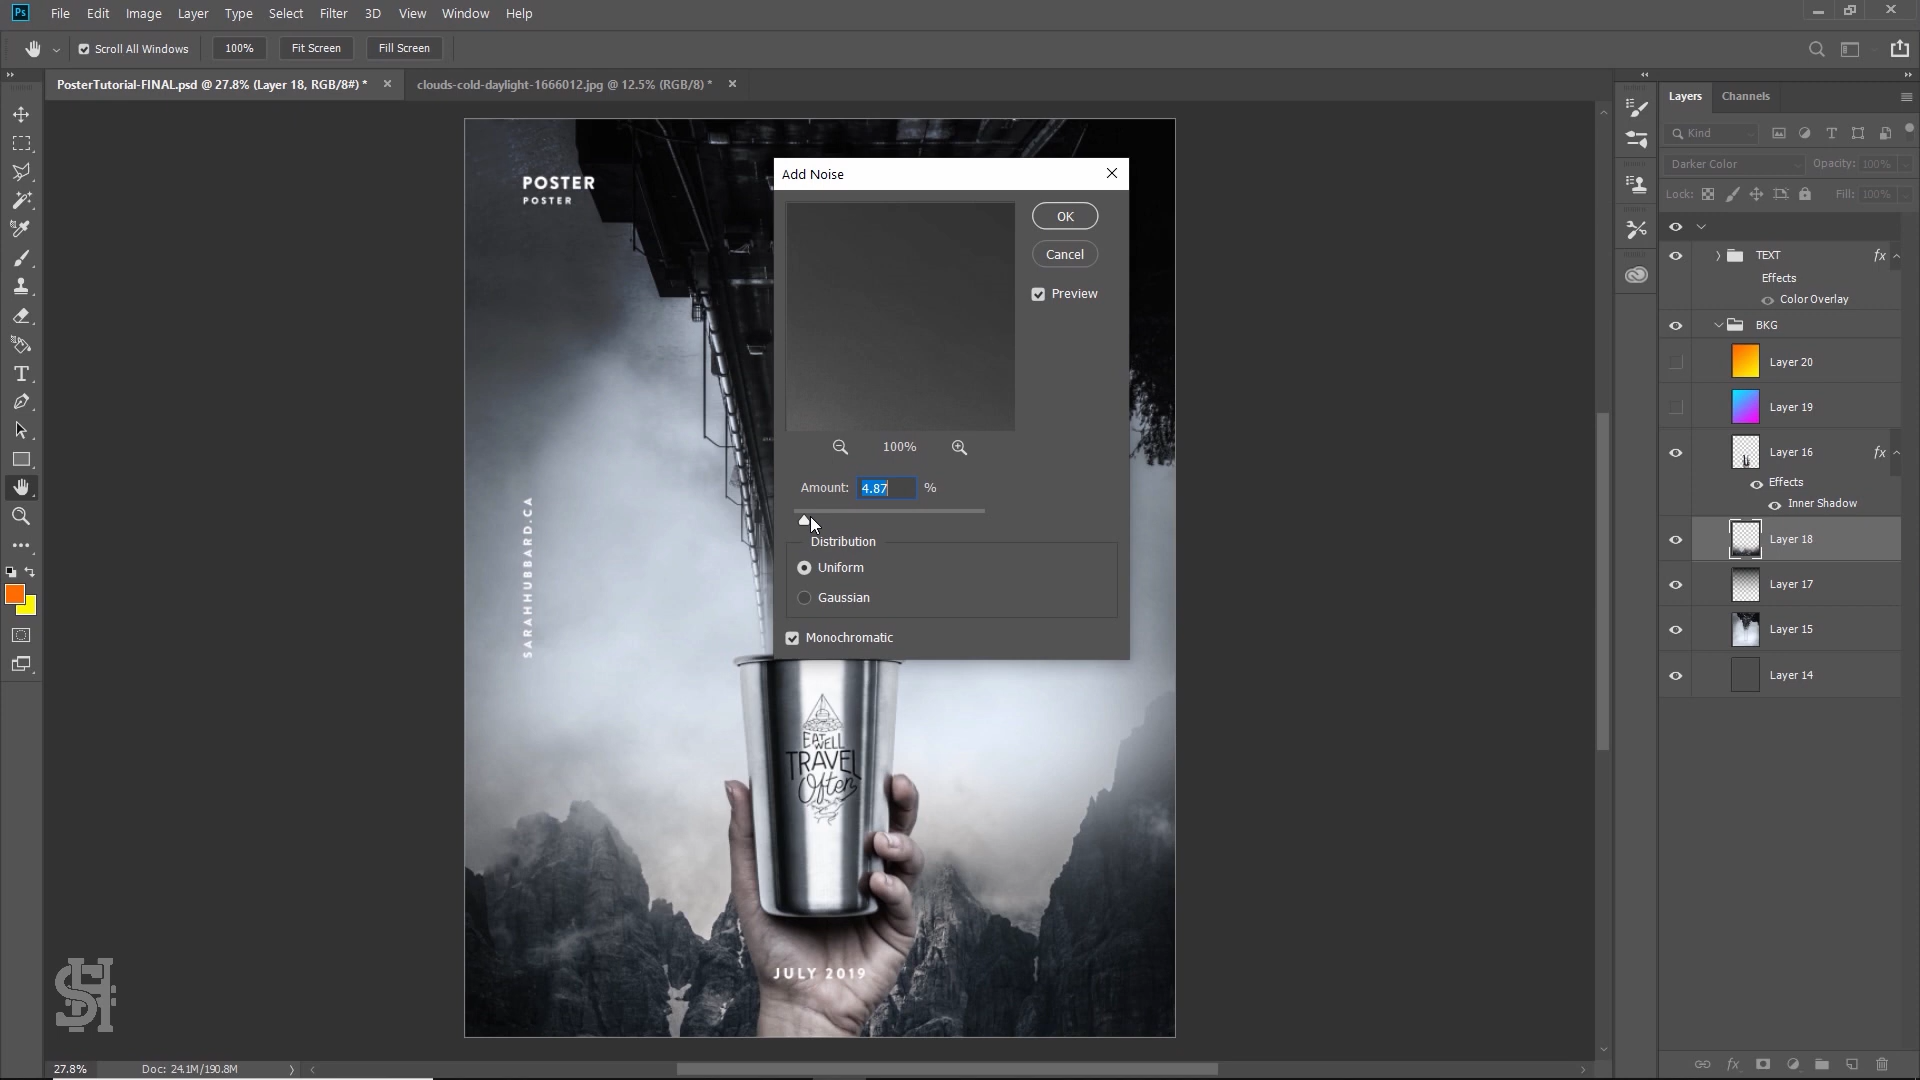 Ps File Edit Image Layer Type Select Filter 3D View Window Help
Scroll All Windows 100% Fit Screen Fill Screen
PosterTutorial-FINAL.psd @ 27.8% (Layer 18, RGB/8#) *
clouds-cold-daylight-1666012.jpg @ 12.5% (RGB/8) *
POSTER
POSTER
SARAHHUBBARD.CA
EAT
WELL
TRAVEL
Often
JULY 2019
Add Noise
OK
Cancel
Preview
100%
Amount: 4.87 %
Distribution
Uniform
Gaussian
Monochromatic
Layers Channels
Kind
Darker Color Opacity: 100%
Lock: Fill: 100%
TEXT fx
Effects
Color Overlay
BKG
Layer 20
Layer 19
Layer 16 fx
Effects
Inner Shadow
Layer 18
Layer 17
Layer 15
Layer 14
fx
SH
27.8% Doc: 24.1M/190.8M